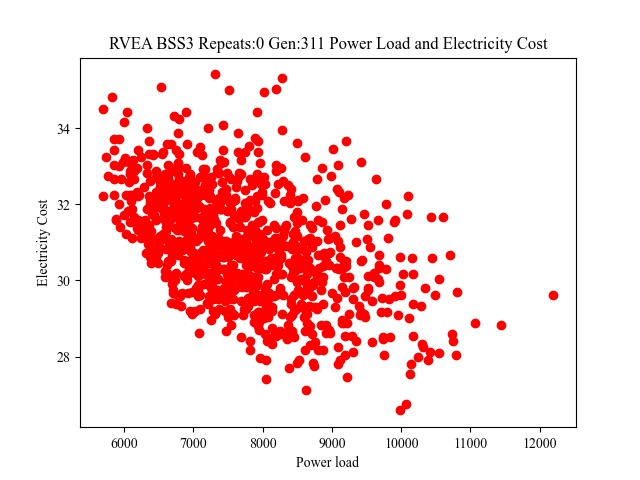 RVEA BSS3 Repeats:0 Gen:311 Power Load and Electricity Cost
Electricity Cost
34
32
30
28
6000 7000 8000 9000 10000 11000 12000
Power load